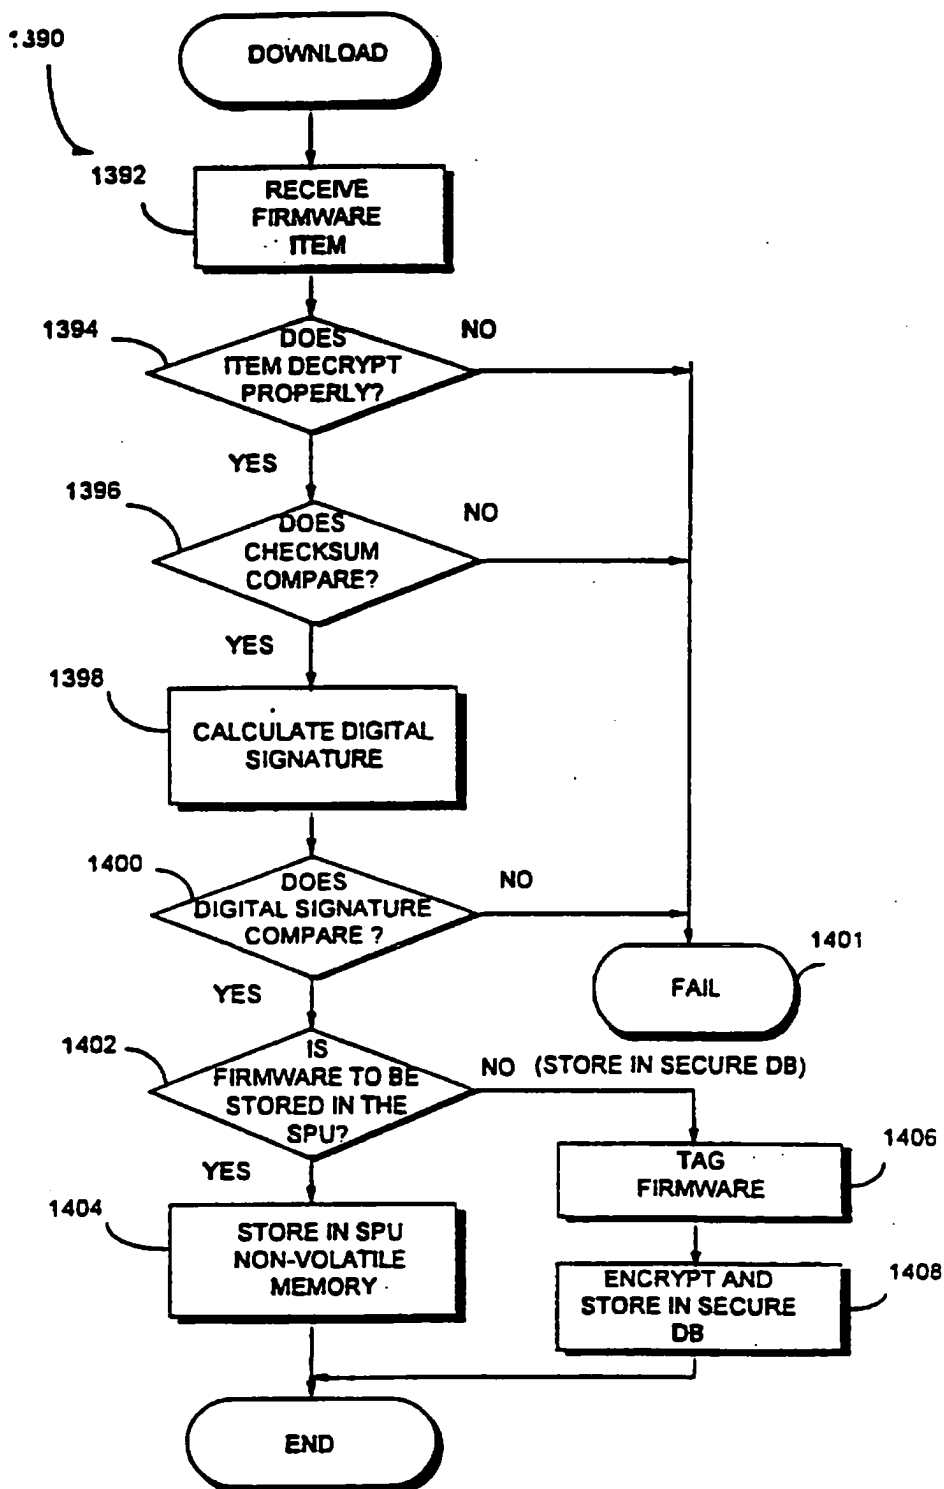 1390
DOWNLOAD
1392
RECEIVE
FIRMWARE
ITEM
1394
DOES
ITEM DECRYPT
PROPERLY?
NO
YES
1396
DOES
CHECKSUM
COMPARE?
NO
YES
1398
CALCULATE DIGITAL
SIGNATURE
1400
DOES
DIGITAL SIGNATURE
COMPARE ?
NO
1401
FAIL
YES
1402
IS
FIRMWARE TO BE
STORED IN THE
SPU?
NO (STORE IN SECURE DB)
YES
1406
TAG
FIRMWARE
1404
STORE IN SPU
NON-VOLATILE
MEMORY
1408
ENCRYPT AND
STORE IN SECURE
DB
END